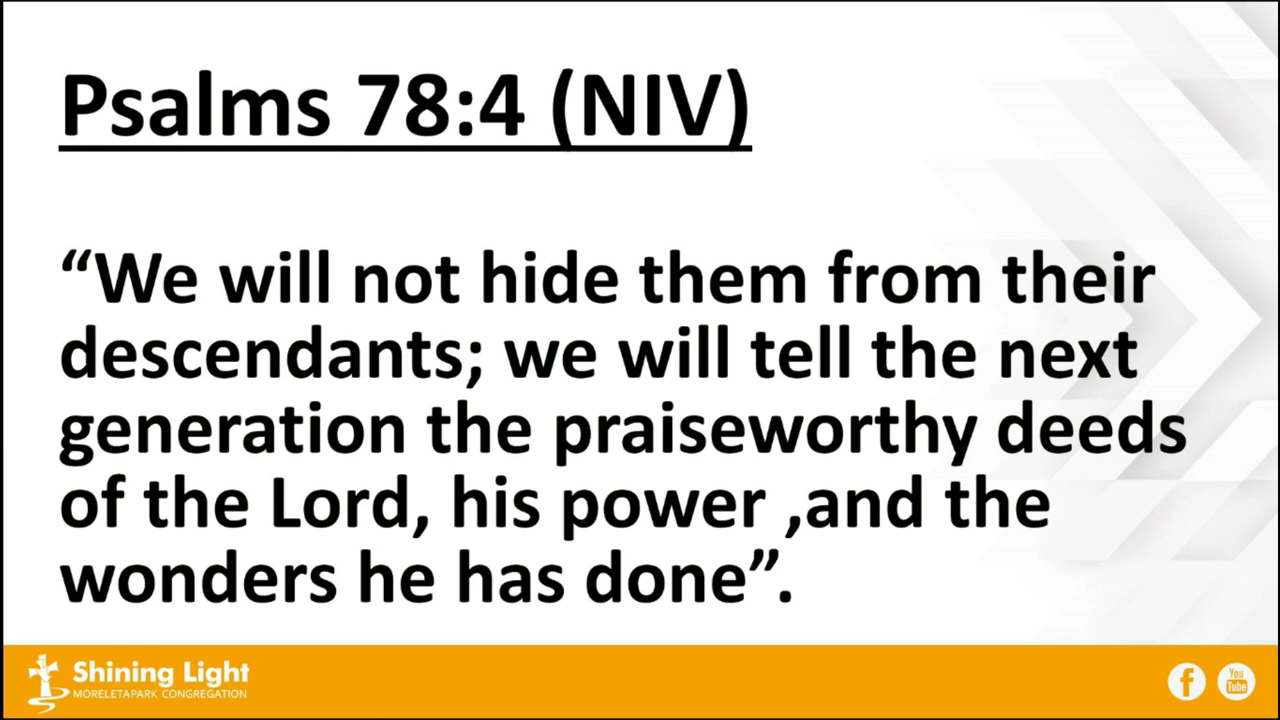 Psalms 78:4 (NIV)
“We will not hide them from their
descendants; we will tell the next
generation the praiseworthy deeds
of the Lord, his power ,and the
wonders he has done”.
Shining Light
MORELETAPARK CONGREGATION
f
You
Tube